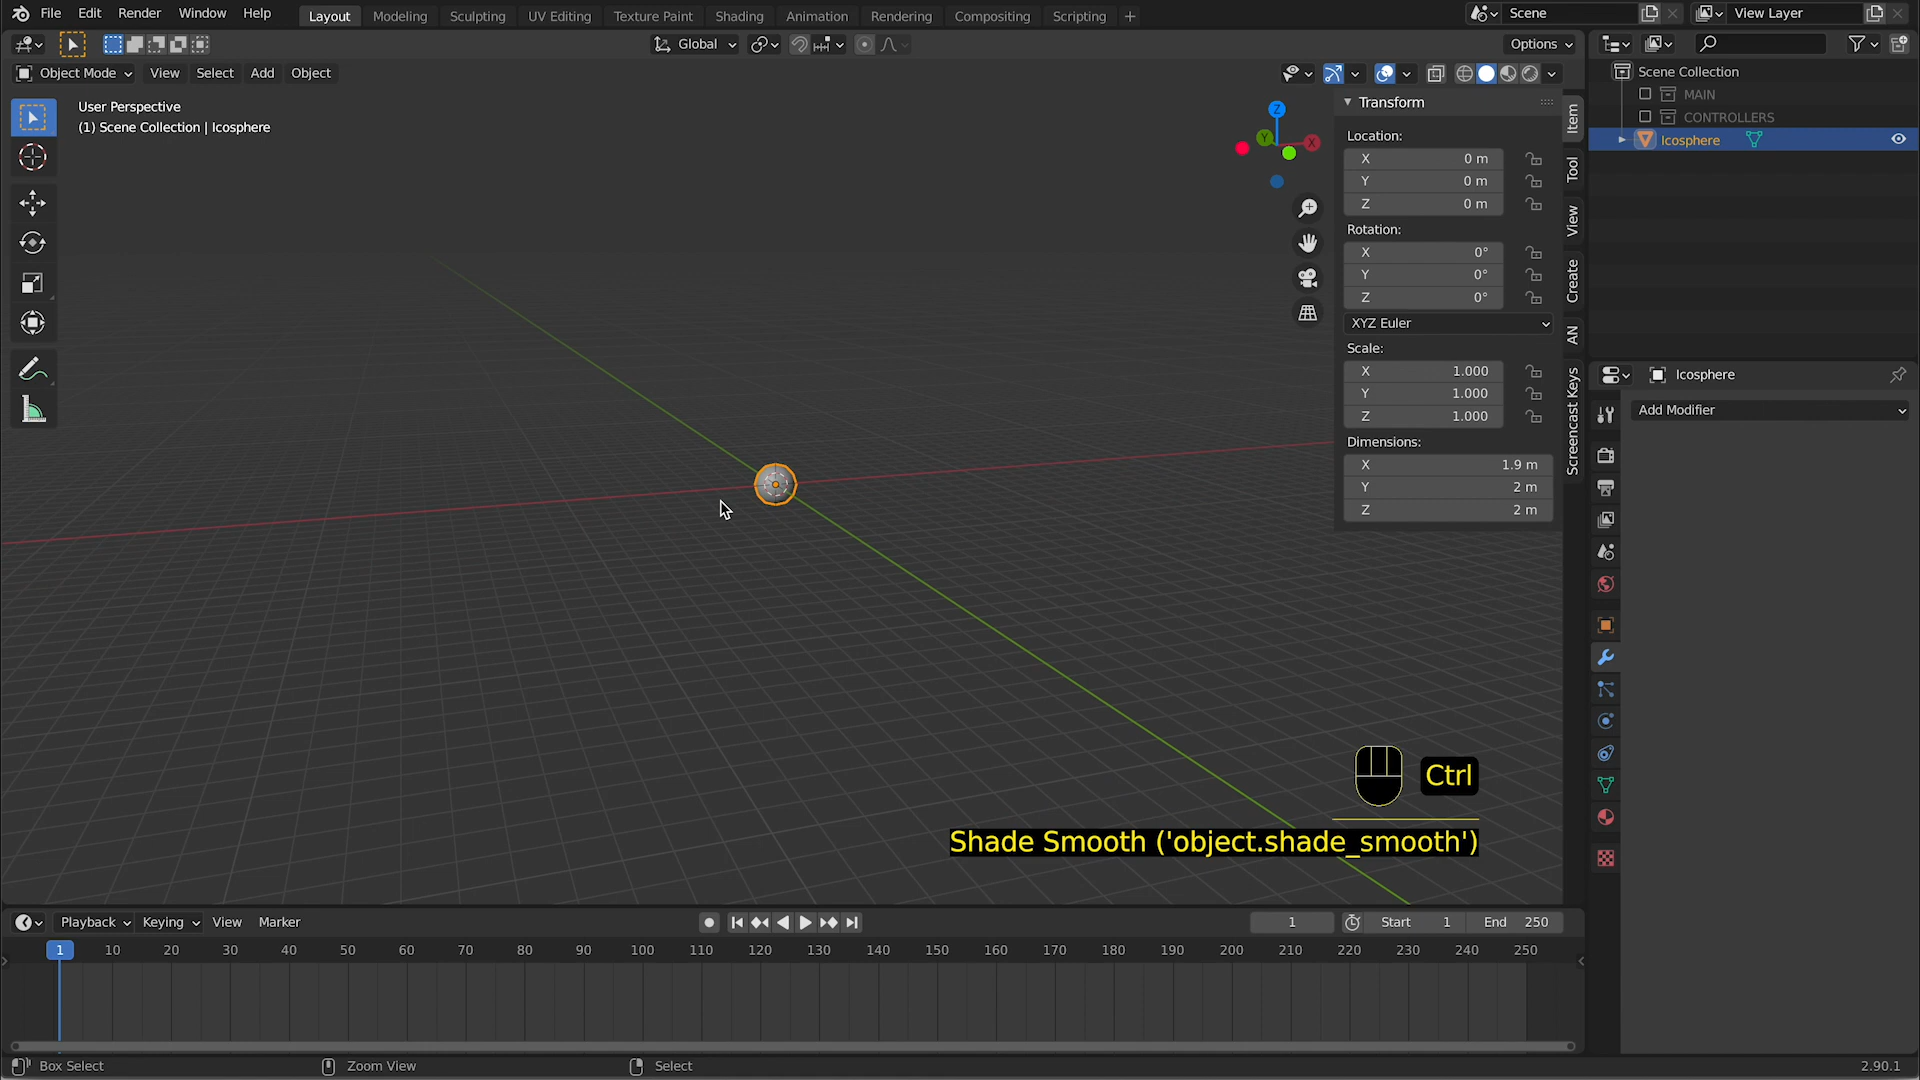 File Edit Render Window Help Layout Modeling Sculpting UV Editing Texture Paint Shading Animation Rendering Compositing Scripting + Scene View Layer
Global Options
Object Mode View Select Add Object
User Perspective
(1) Scene Collection | Icosphere
Z
Y
X
Transform
Location:
X 0 m
Y 0 m
Z 0 m
Rotation:
X 0°
Y 0°
Z 0°
XYZ Euler
Scale:
X 1.000
Y 1.000
Z 1.000
Dimensions:
X 1.9 m
Y 2 m
Z 2 m
Item
Tool
View
Create
AN
Screencast Keys
Scene Collection
MAIN
CONTROLLERS
Icosphere
Icosphere
Add Modifier
Ctrl
Shade Smooth ('object.shade_smooth')
Playback Keying View Marker 1 Start 1 End 250
1 10 20 30 40 50 60 70 80 90 100 110 120 130 140 150 160 170 180 190 200 210 220 230 240 250
Box Select Zoom View Select 2.90.1